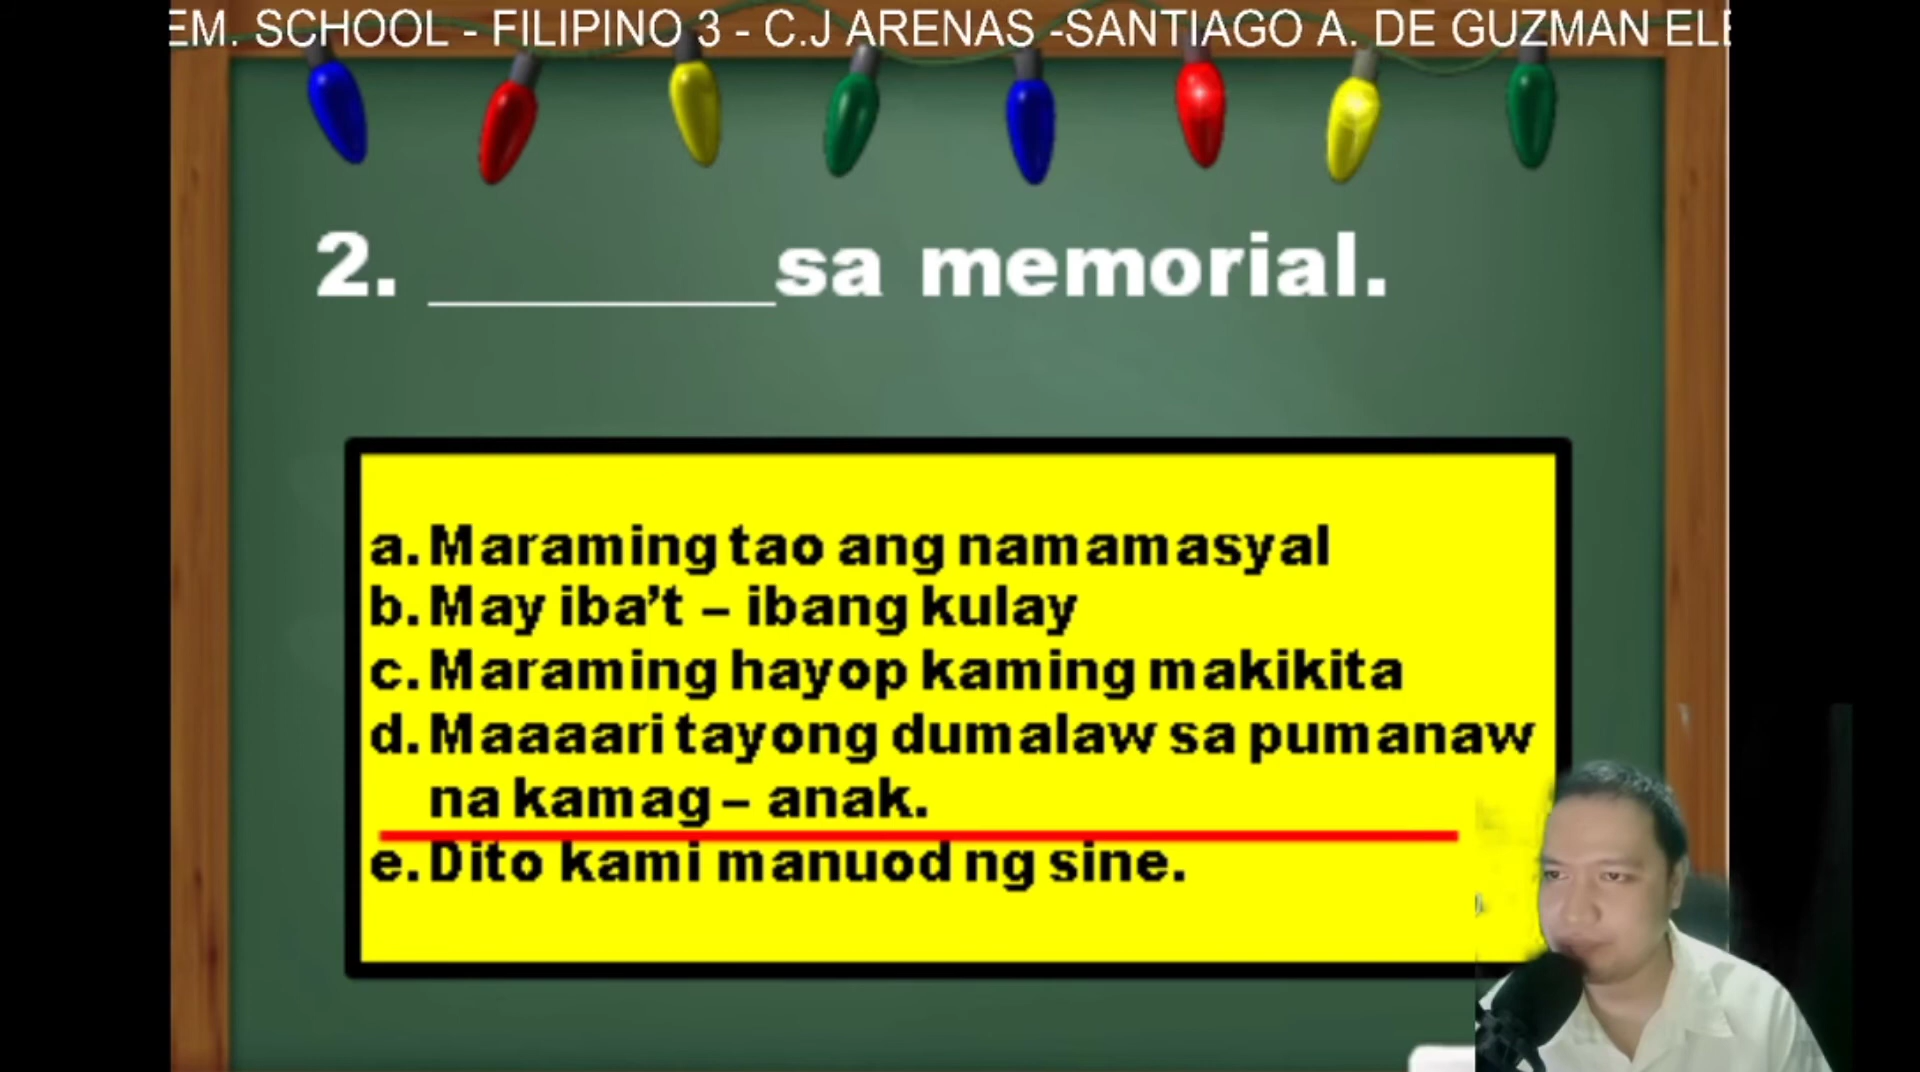 EM. SCHOOL - FILIPINO 3 - C.J ARENAS -SANTIAGO A. DE GUZMAN ELE
2. ________sa memorial.
a. Maraming tao ang namamasyal
b. May iba’t – ibang kulay
c. Maraming hayop kaming makikita
d. Maaaari tayong dumalaw sa pumanaw
na kamag – anak.
e. Dito kami manuod ng sine.